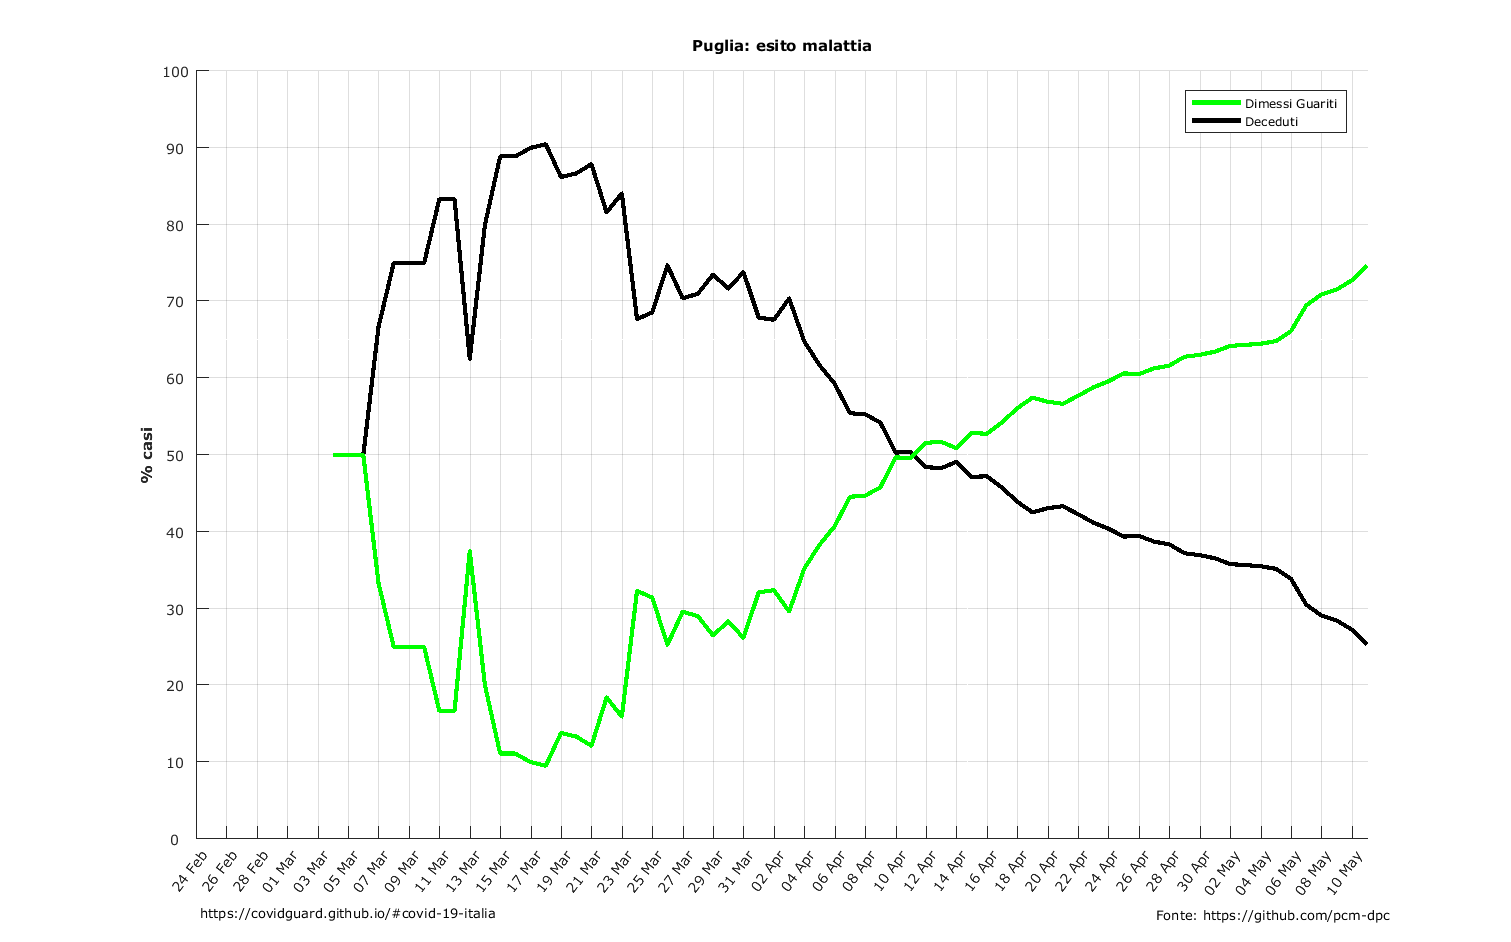 Puglia: esito malattia
100
90
80
70
60
50
40
30
20
10
0
% casi
Dimessi Guariti
Deceduti
24 Feb
26 Feb
28 Feb
01 Mar
03 Mar
05 Mar
07 Mar
09 Mar
11 Mar
13 Mar
15 Mar
17 Mar
19 Mar
21 Mar
23 Mar
25 Mar
27 Mar
29 Mar
31 Mar
02 Apr
04 Apr
06 Apr
08 Apr
10 Apr
12 Apr
14 Apr
16 Apr
18 Apr
20 Apr
22 Apr
24 Apr
26 Apr
28 Apr
30 Apr
02 May
04 May
06 May
08 May
10 May
https://covidguard.github.io/#covid-19-italia
Fonte: https://github.com/pcm-dpc